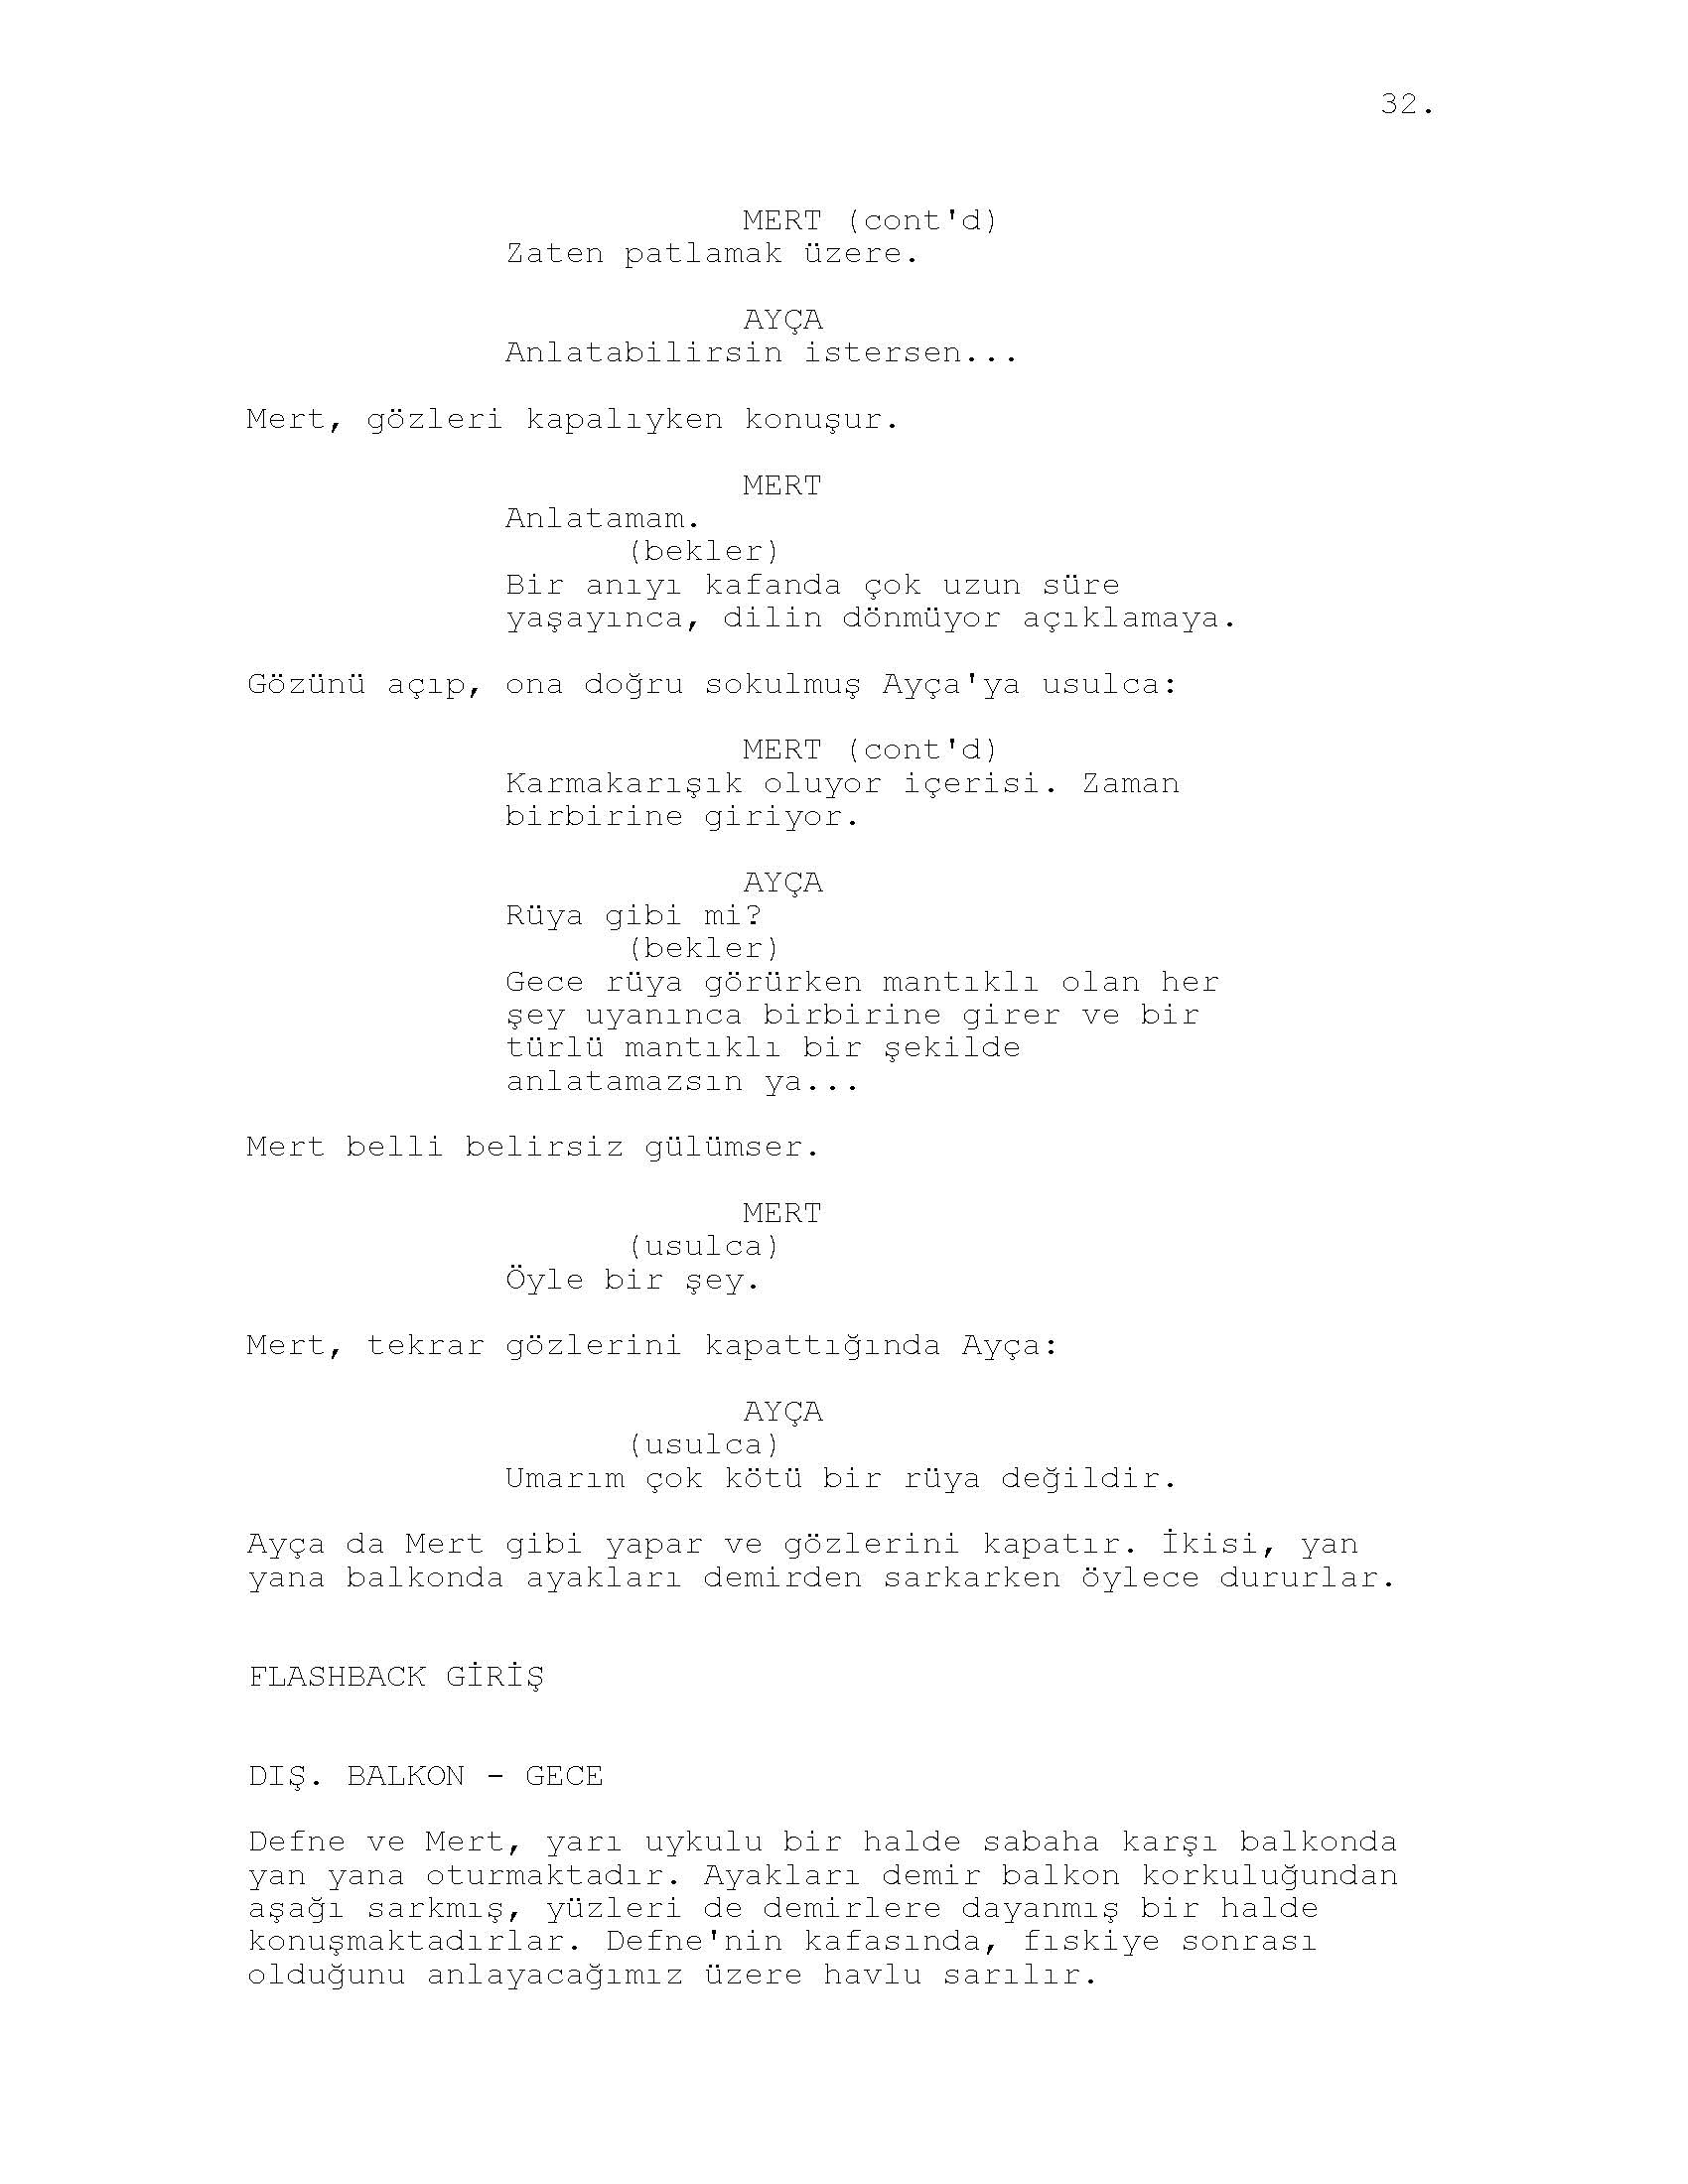 32.
MERT (cont'd)
Zaten patlamak üzere.
AYÇA
Anlatabilirsin istersen...
Mert, gözleri kapalıyken konuşur.
MERT
Anlatamam.
(bekler)
Bir anıyı kafanda çok uzun süre
yaşayınca, dilin dönmüyor açıklamaya.
Gözünü açıp, ona doğru sokulmuş Ayça'ya usulca:
MERT (cont'd)
Karmakarışık oluyor içerisi. Zaman
birbirine giriyor.
AYÇA
Rüya gibi mi?
(bekler)
Gece rüya görürken mantıklı olan her
şey uyanınca birbirine girer ve bir
türlü mantıklı bir şekilde
anlatamazsın ya...
Mert belli belirsiz gülümser.
MERT
(usulca)
Öyle bir şey.
Mert, tekrar gözlerini kapattığında Ayça:
AYÇA
(usulca)
Umarım çok kötü bir rüya değildir.
Ayça da Mert gibi yapar ve gözlerini kapatır. İkisi, yan
yana balkonda ayakları demirden sarkarken öylece dururlar.
FLASHBACK GİRİŞ
DIŞ. BALKON - GECE
Defne ve Mert, yarı uykulu bir halde sabaha karşı balkonda
yan yana oturmaktadır. Ayakları demir balkon korkuluğundan
aşağı sarkmış, yüzleri de demirlere dayanmış bir halde
konuşmaktadırlar. Defne'nin kafasında, fıskiye sonrası
olduğunu anlayacağımız üzere havlu sarılır.